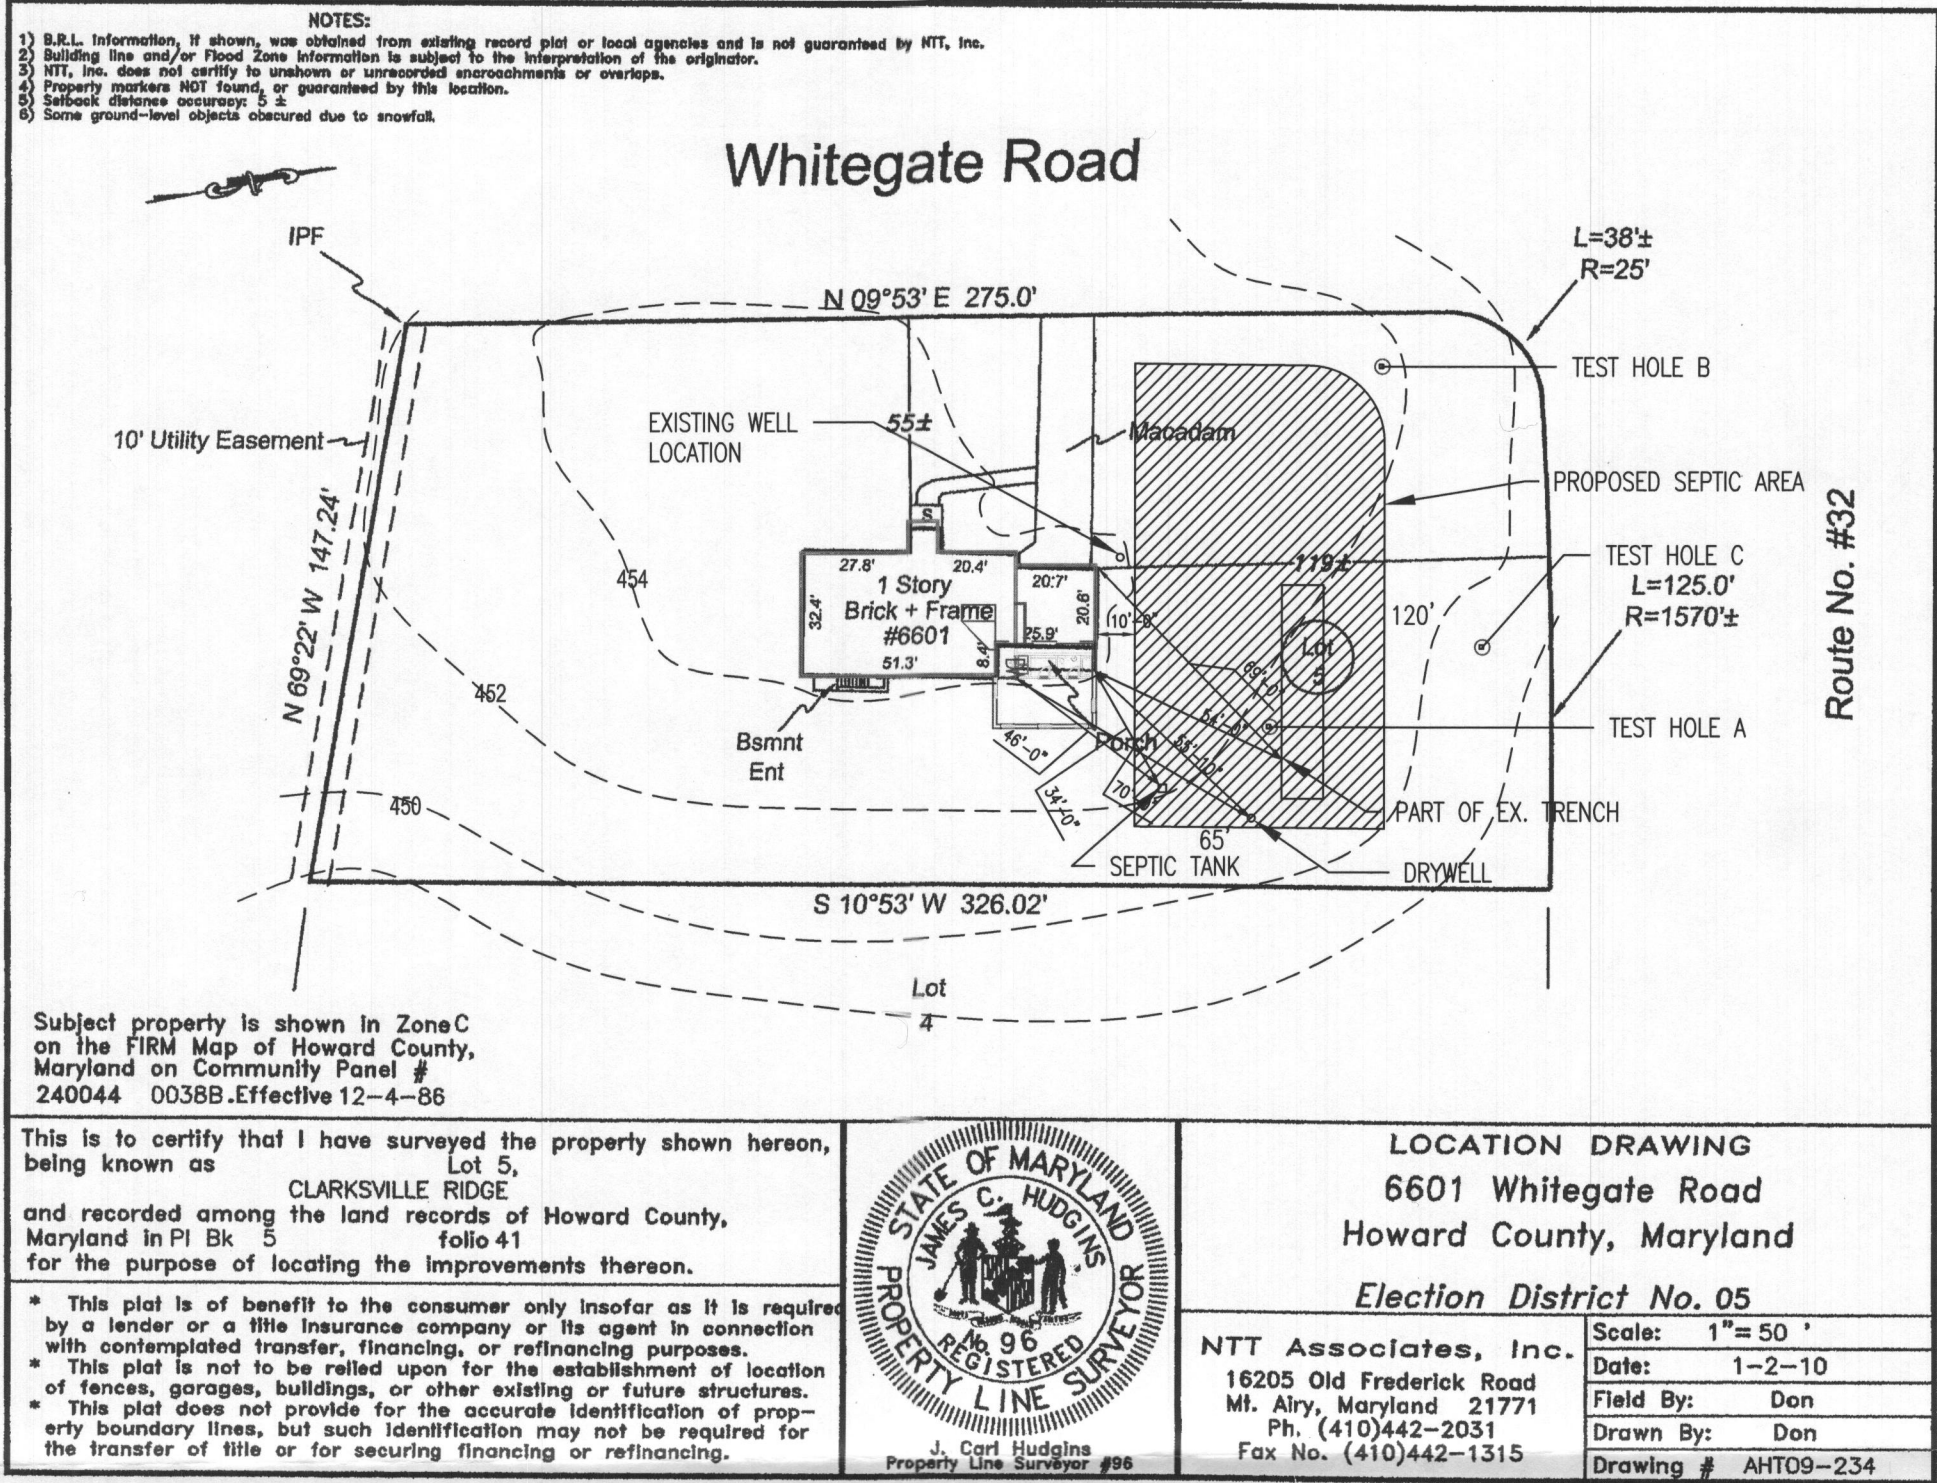 NOTES:
1) B.R.L. Information, if shown, was obtained from existing record plat or local agencies and is not guaranteed by NTT, Inc.
2) Building line and/or Flood Zone information is subject to the interpretation of the originator.
3) NTT, Inc. does not certify to unshown or unrecorded encroachments or overlaps.
4) Property markers NOT found, or guaranteed by this location.
5) Setback distance accuracy: 5 ±
6) Some ground-level objects obscured due to snowfall.
Whitegate Road
IPF
L=38'±
R=25'
N 09°53' E 275.0'
TEST HOLE B
10' Utility Easement
EXISTING WELL
LOCATION
55±
Macadam
PROPOSED SEPTIC AREA
Route No. #32
N 69°22' W 147.24'
S
TEST HOLE C
L=125.0'
R=1570'±
119±
454
27.8'
20.4'
20.7'
1 Story
Brick + Frame
#6601
32.4'
20.6'
25.9'
8.4'
51.3'
(10'-0"
120'
Lot
5
69'-0"
452
54'-6"
55'-10"
TEST HOLE A
Bsmnt
Ent
46'-0"
Porch
34'-0"
70'
450
PART OF EX. TRENCH
65'
SEPTIC TANK
DRYWELL
S 10°53' W 326.02'
Lot
4
Subject property is shown in Zone C
on the FIRM Map of Howard County,
Maryland on Community Panel #
240044 0038B.Effective 12-4-86
This is to certify that I have surveyed the property shown hereon,
being known as Lot 5,
CLARKSVILLE RIDGE
and recorded among the land records of Howard County,
Maryland in Pl Bk 5 folio 41
for the purpose of locating the improvements thereon.
* This plat is of benefit to the consumer only insofar as it is required
by a lender or a title insurance company or its agent in connection
with contemplated transfer, financing, or refinancing purposes.
* This plat is not to be relied upon for the establishment of location
of fences, garages, buildings, or other existing or future structures.
* This plat does not provide for the accurate identification of prop-
erty boundary lines, but such identification may not be required for
the transfer of title or for securing financing or refinancing.
STATE OF MARYLAND
JAMES C. HUDGINS
No. 96
REGISTERED
PROPERTY LINE SURVEYOR
J. Carl Hudgins
Property Line Surveyor #96
LOCATION DRAWING
6601 Whitegate Road
Howard County, Maryland
Election District No. 05
NTT Associates, Inc.
16205 Old Frederick Road
Mt. Airy, Maryland 21771
Ph. (410)442-2031
Fax No. (410)442-1315
Scale: 1"= 50 '
Date: 1-2-10
Field By: Don
Drawn By: Don
Drawing # AHT09-234